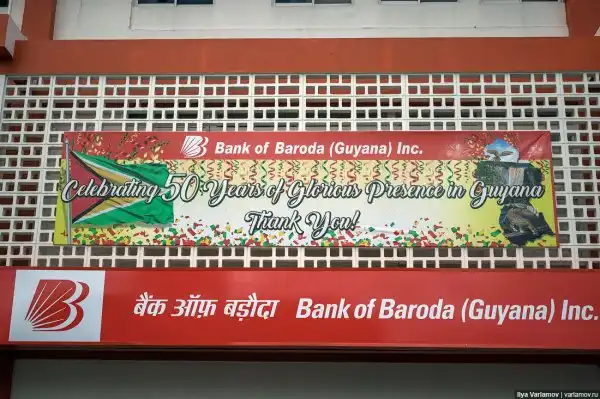 Bank of Baroda (Guyana) Inc.
Celebrating 50 Years of Glorious Presence in Guyana
Thank You!
बैंक ऑफ़ बड़ौदा Bank of Baroda (Guyana) Inc.
Ilya Varlamov | varlamov.ru